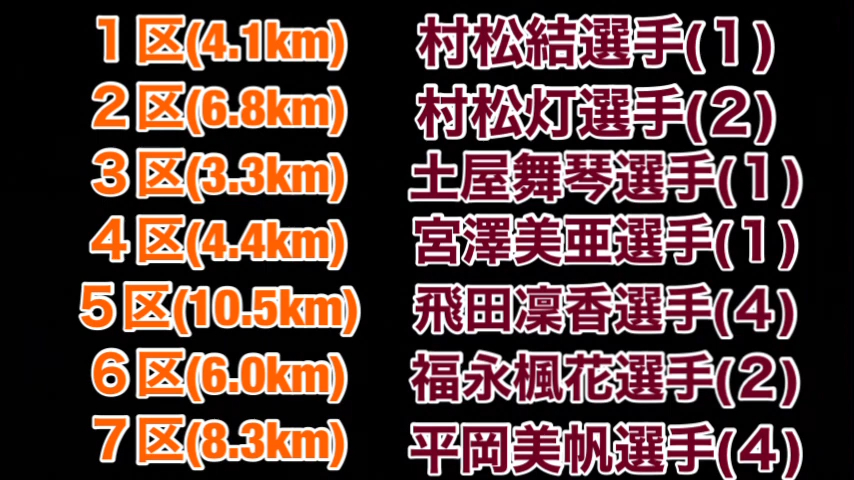 １区(4.1km) 村松結選手(１)
２区(6.8km) 村松灯選手(２)
３区(3.3km) 土屋舞琴選手(１)
４区(4.4km) 宮澤美亜選手(１)
５区(10.5km) 飛田凜香選手(４)
６区(6.0km) 福永楓花選手(２)
７区(8.3km) 平岡美帆選手(４)